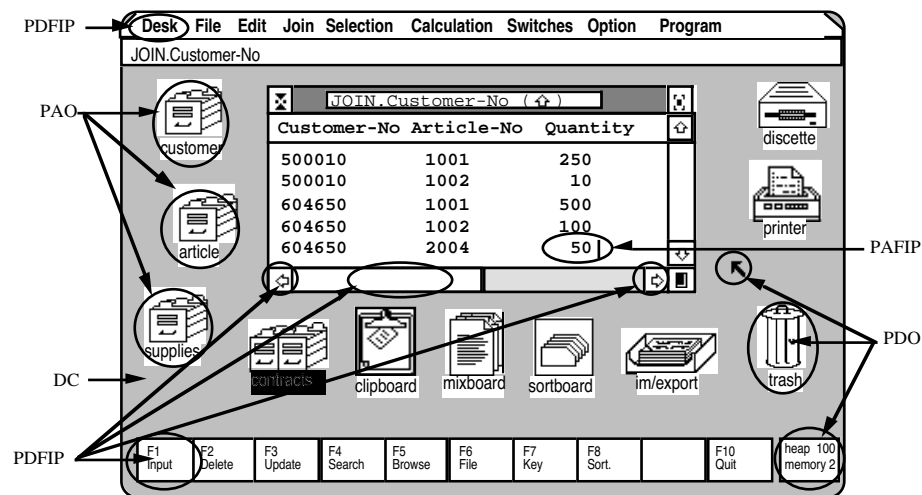 PDFIP
Desk File Edit Join Selection Calculation Switches Option Program
JOIN.Customer-No
PAO
customer
article
supplies
JOIN.Customer-No (⇧)
Customer-No Article-No Quantity
500010 1001 250
500010 1002 10
604650 1001 500
604650 1002 100
604650 2004 50
discette
printer
PAFIP
PDO
DC
contracts
clipboard
mixboard
sortboard
im/export
trash
PDFIP
F1 Input
F2 Delete
F3 Update
F4 Search
F5 Browse
F6 File
F7 Key
F8 Sort.
F10 Quit
heap 100
memory 2